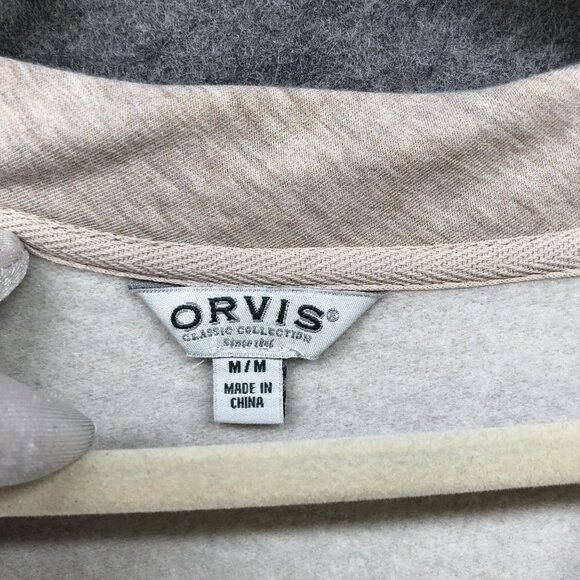 ORVIS®
CLASSIC COLLECTION
Since 1856
M/M
MADE IN
CHINA